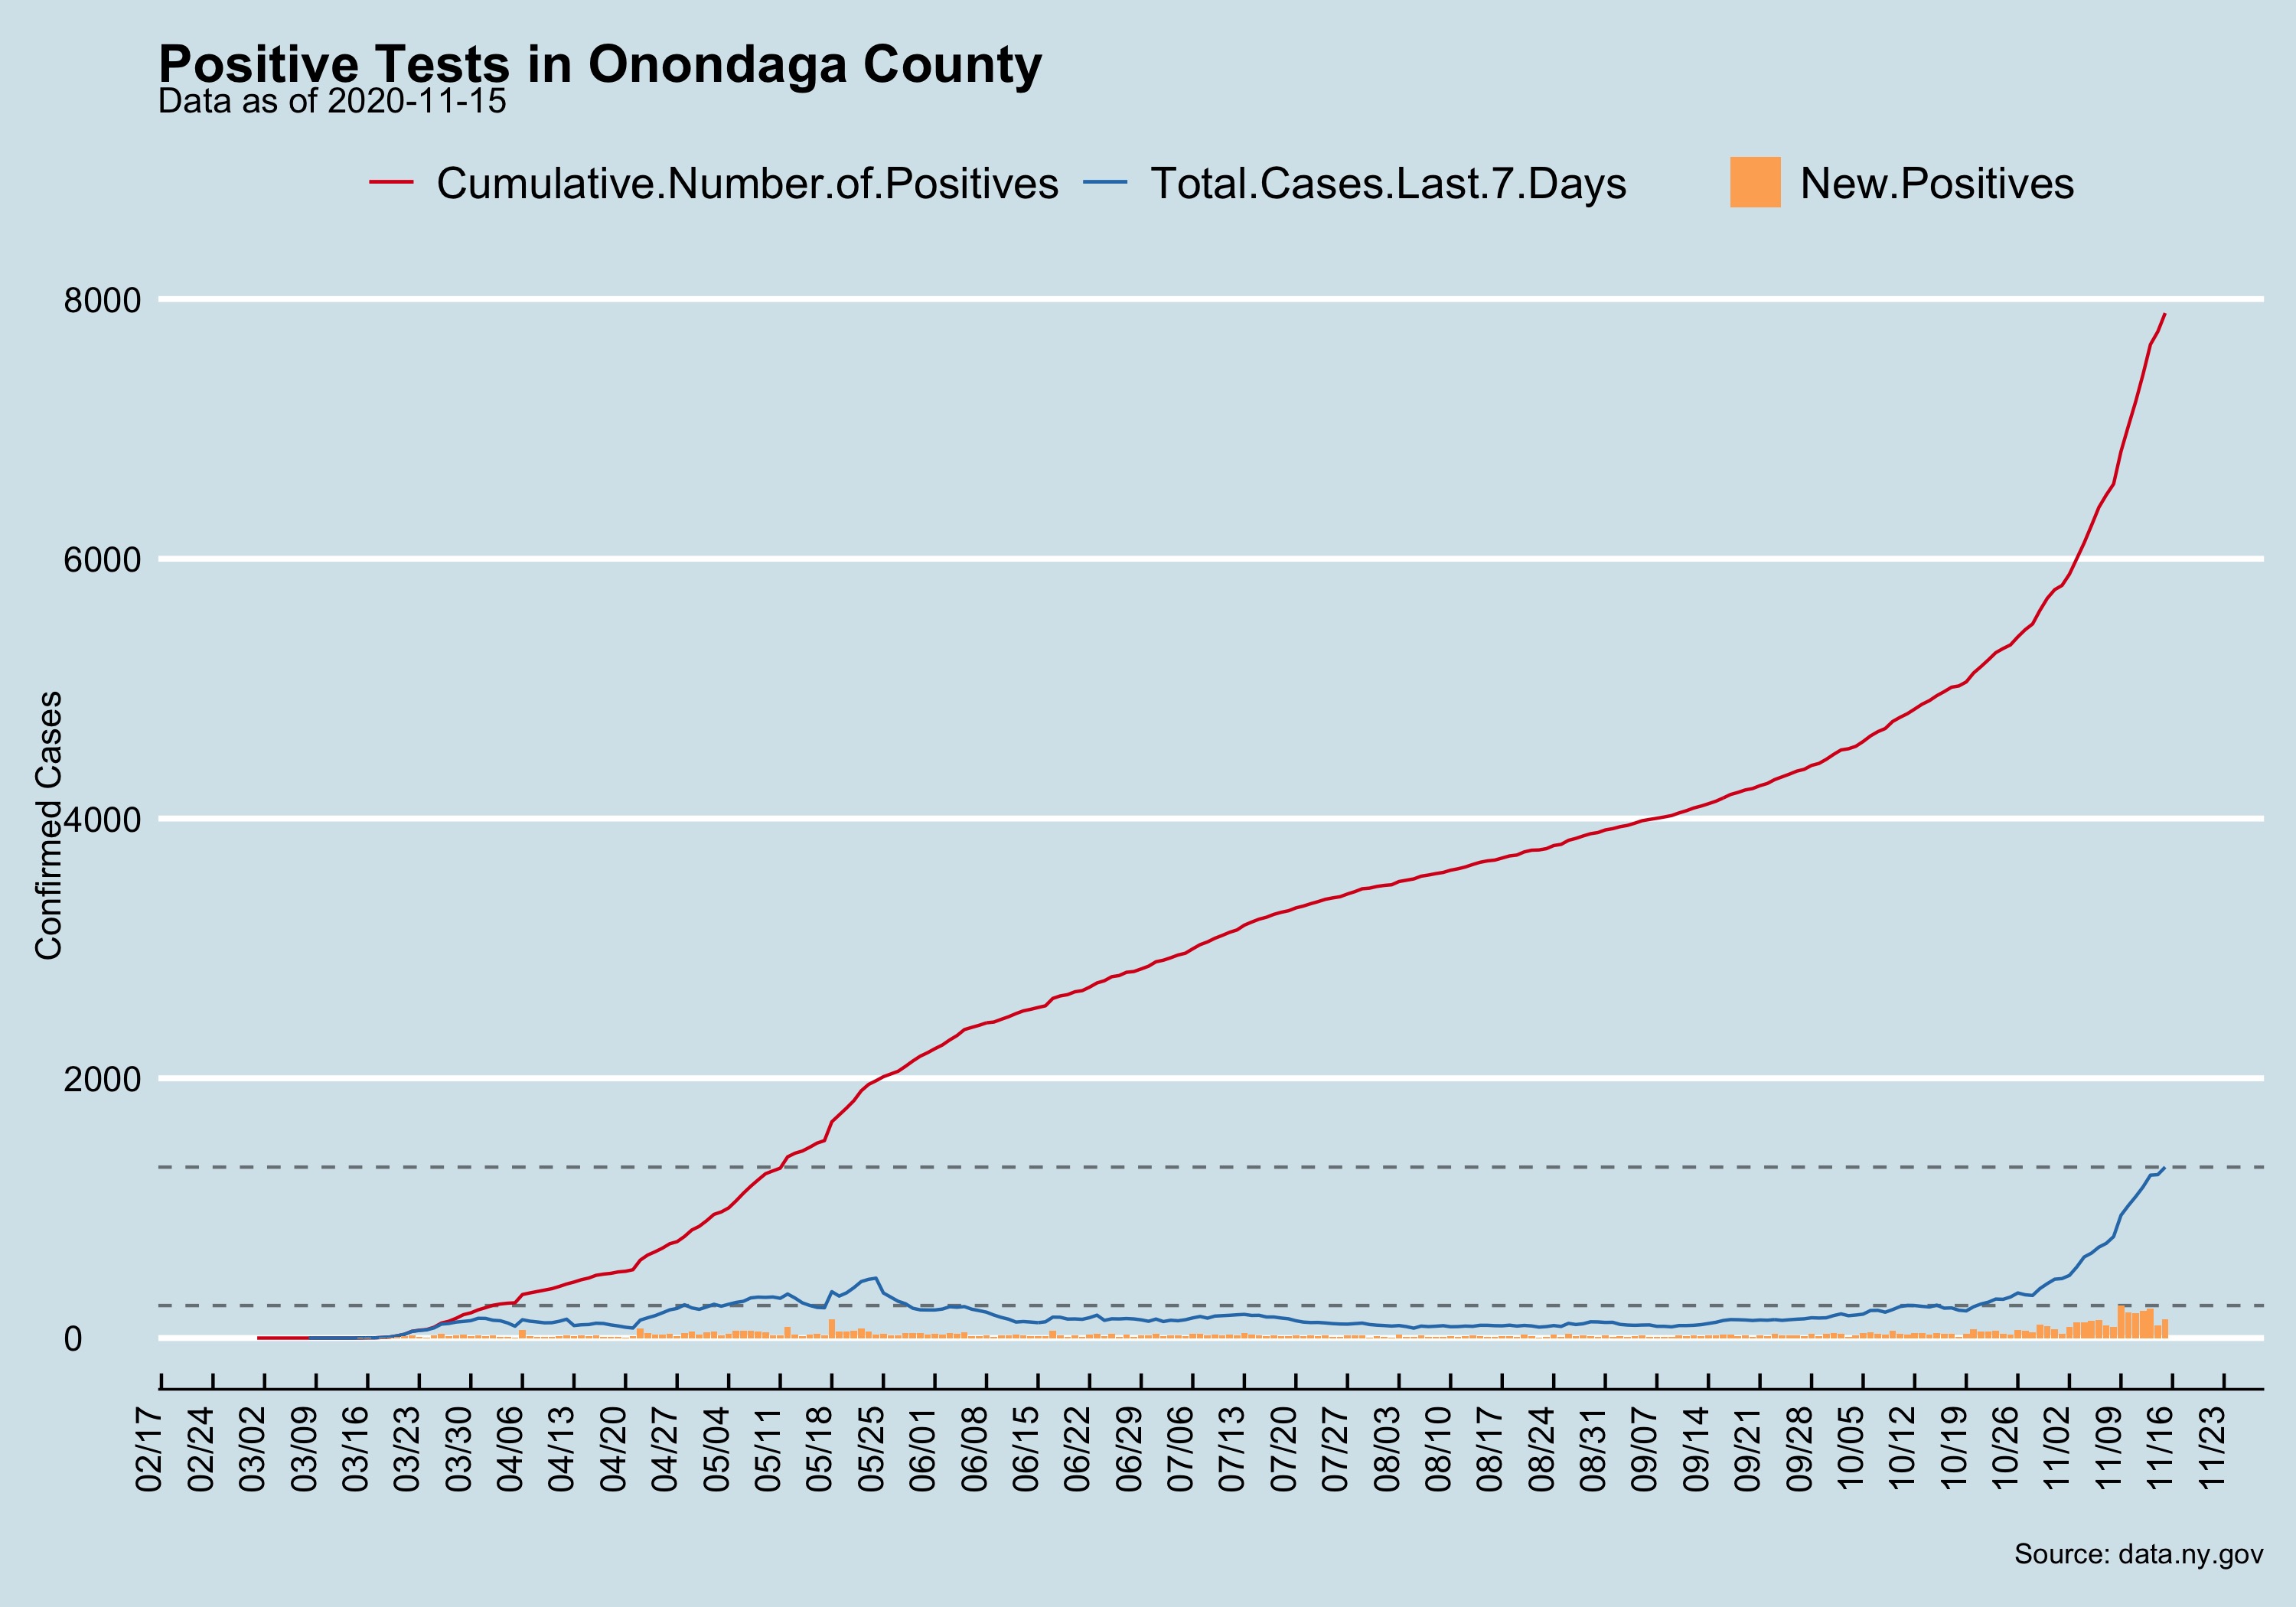 Positive Tests in Onondaga County
Data as of 2020-11-15
Cumulative.Number.of.Positives Total.Cases.Last.7.Days New.Positives
8000
6000
4000
2000
0
Confirmed Cases
02/17 02/24 03/02 03/09 03/16 03/23 03/30 04/06 04/13 04/20 04/27 05/04 05/11 05/18 05/25 06/01 06/08 06/15 06/22 06/29 07/06 07/13 07/20 07/27 08/03 08/10 08/17 08/24 08/31 09/07 09/14 09/21 09/28 10/05 10/12 10/19 10/26 11/02 11/09 11/16 11/23
Source: data.ny.gov